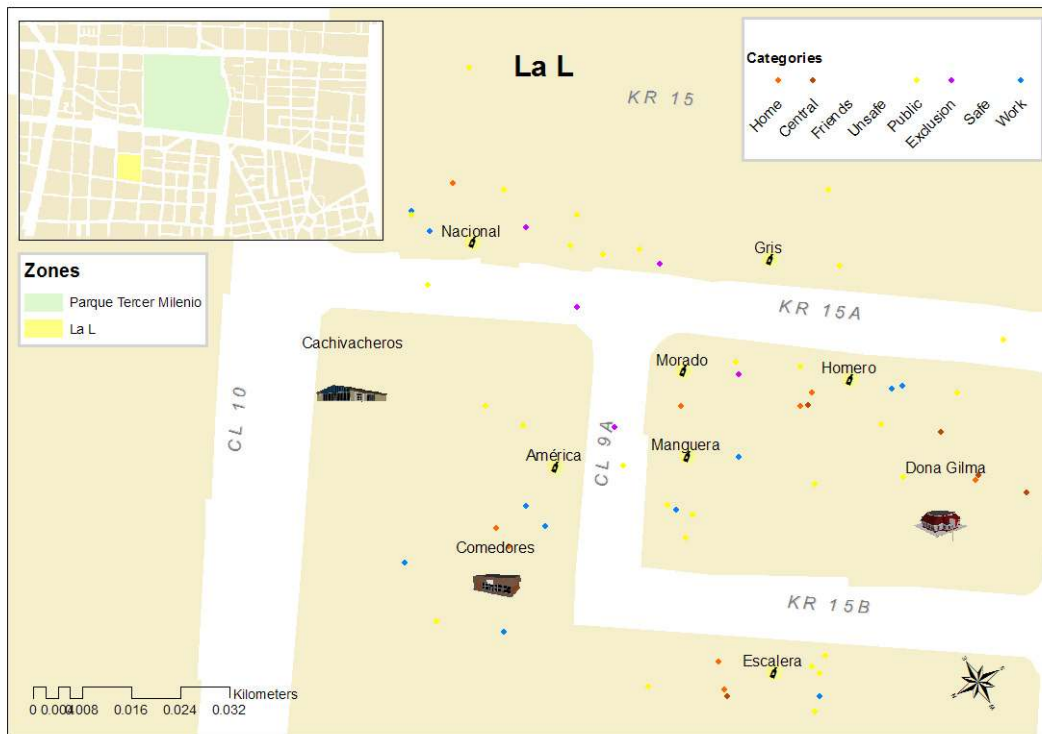 La L
KR 15
Categories
Home
Central
Friends
Unsafe
Public
Exclusion
Safe
Work
Nacional
Gris
Zones
Parque Tercer Milenio
La L
KR 15A
Cachivacheros
Morado
Homero
CL 10
CL 9A
América
Manguera
Dona Gilma
Comedores
KR 15B
Escalera
Kilometers
0 0.004 0.008 0.016 0.024 0.032